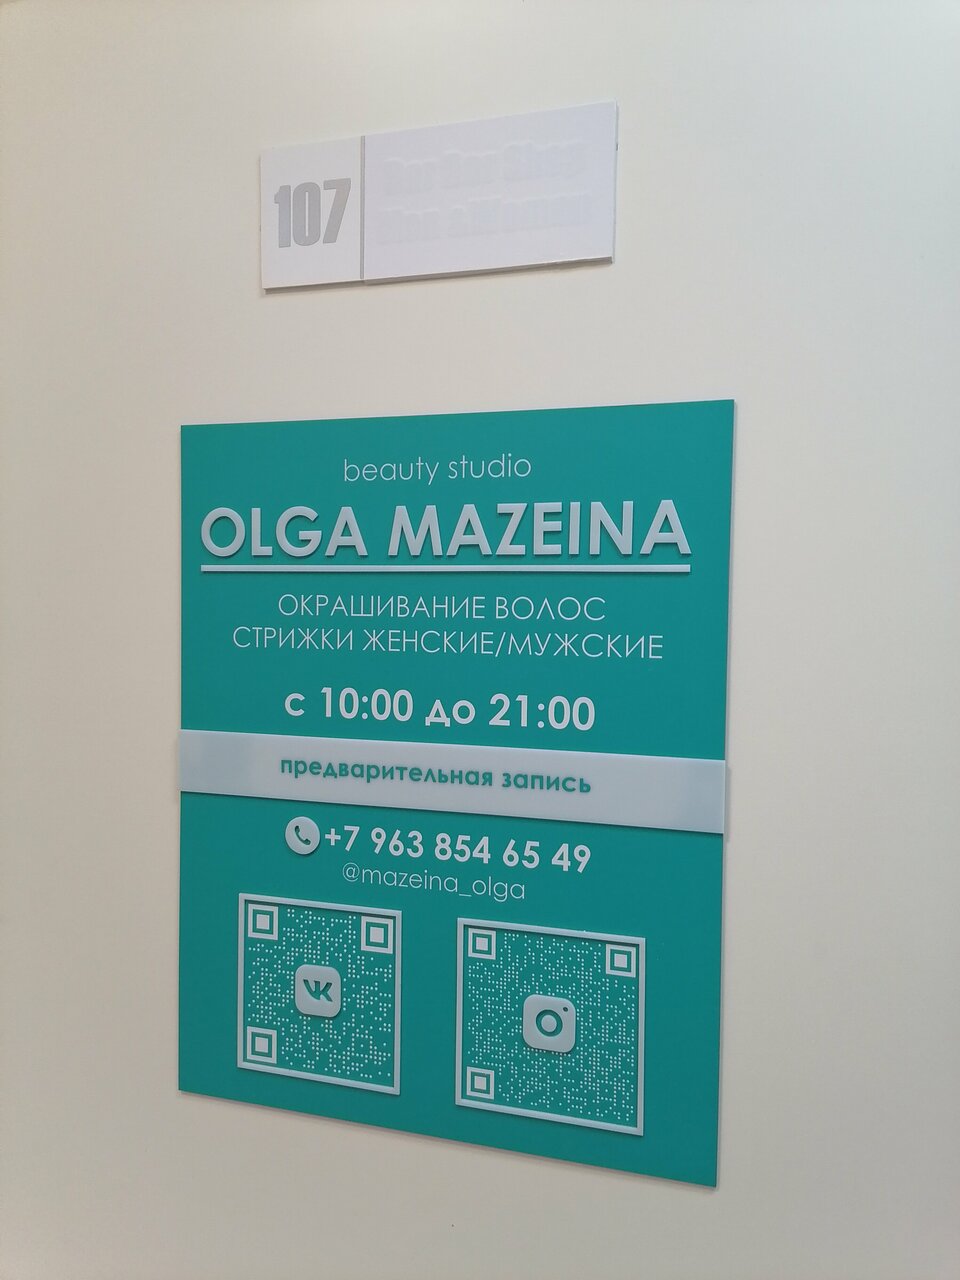 107
beauty studio
OLGA MAZEINA
ОКРАШИВАНИЕ ВОЛОС
СТРИЖКИ ЖЕНСКИЕ/МУЖСКИЕ
с 10:00 до 21:00
предварительная запись
+7 963 854 65 49
@mazeina_olga